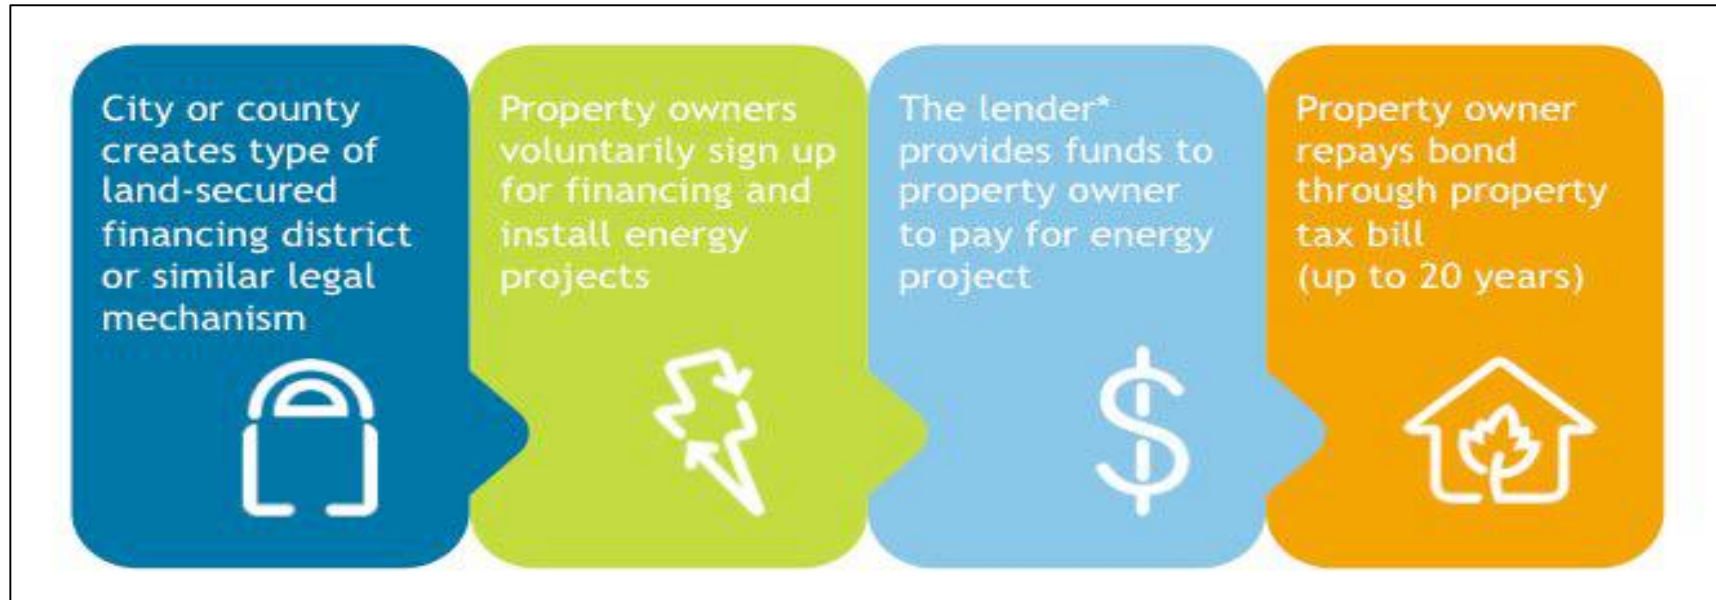 City or county
creates type of
land-secured
financing district
or similar legal
mechanism
Property owners
voluntarily sign up
for financing and
install energy
projects
The lender*
provides funds to
property owner
to pay for energy
project
Property owner
repays bond
through property
tax bill
(up to 20 years)